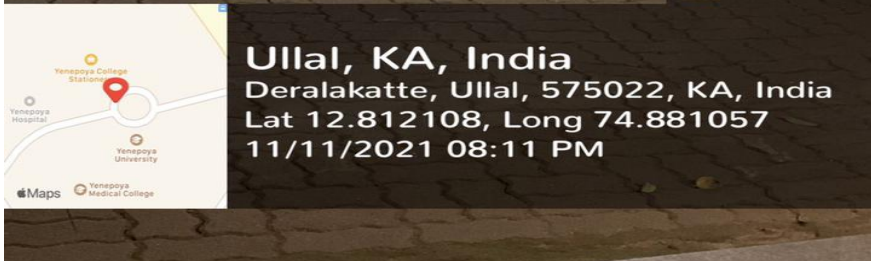 Yenepoya College
Stationery
Yenepoya
Hospital
Yenepoya
University
Yenepoya
Medical College
Maps
Ullal, KA, India
Deralakatte, Ullal, 575022, KA, India
Lat 12.812108, Long 74.881057
11/11/2021 08:11 PM